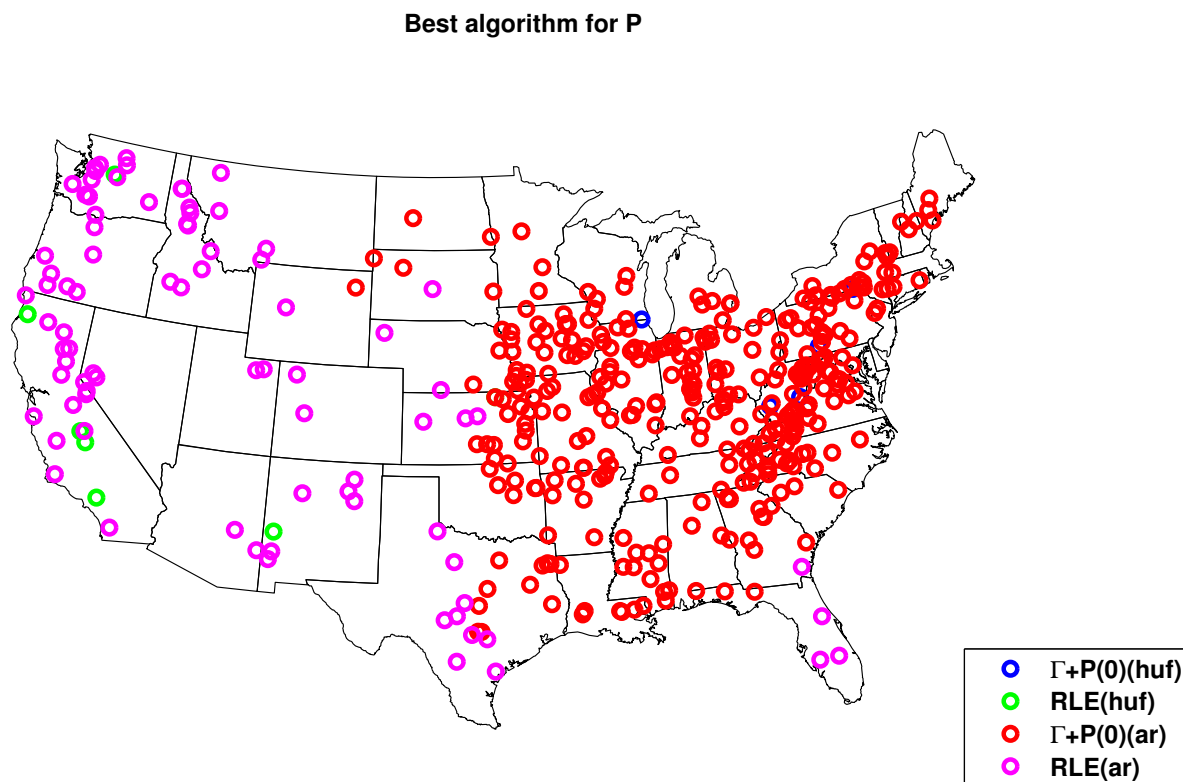 Best algorithm for P
Γ+P(0)(huf)
RLE(huf)
Γ+P(0)(ar)
RLE(ar)